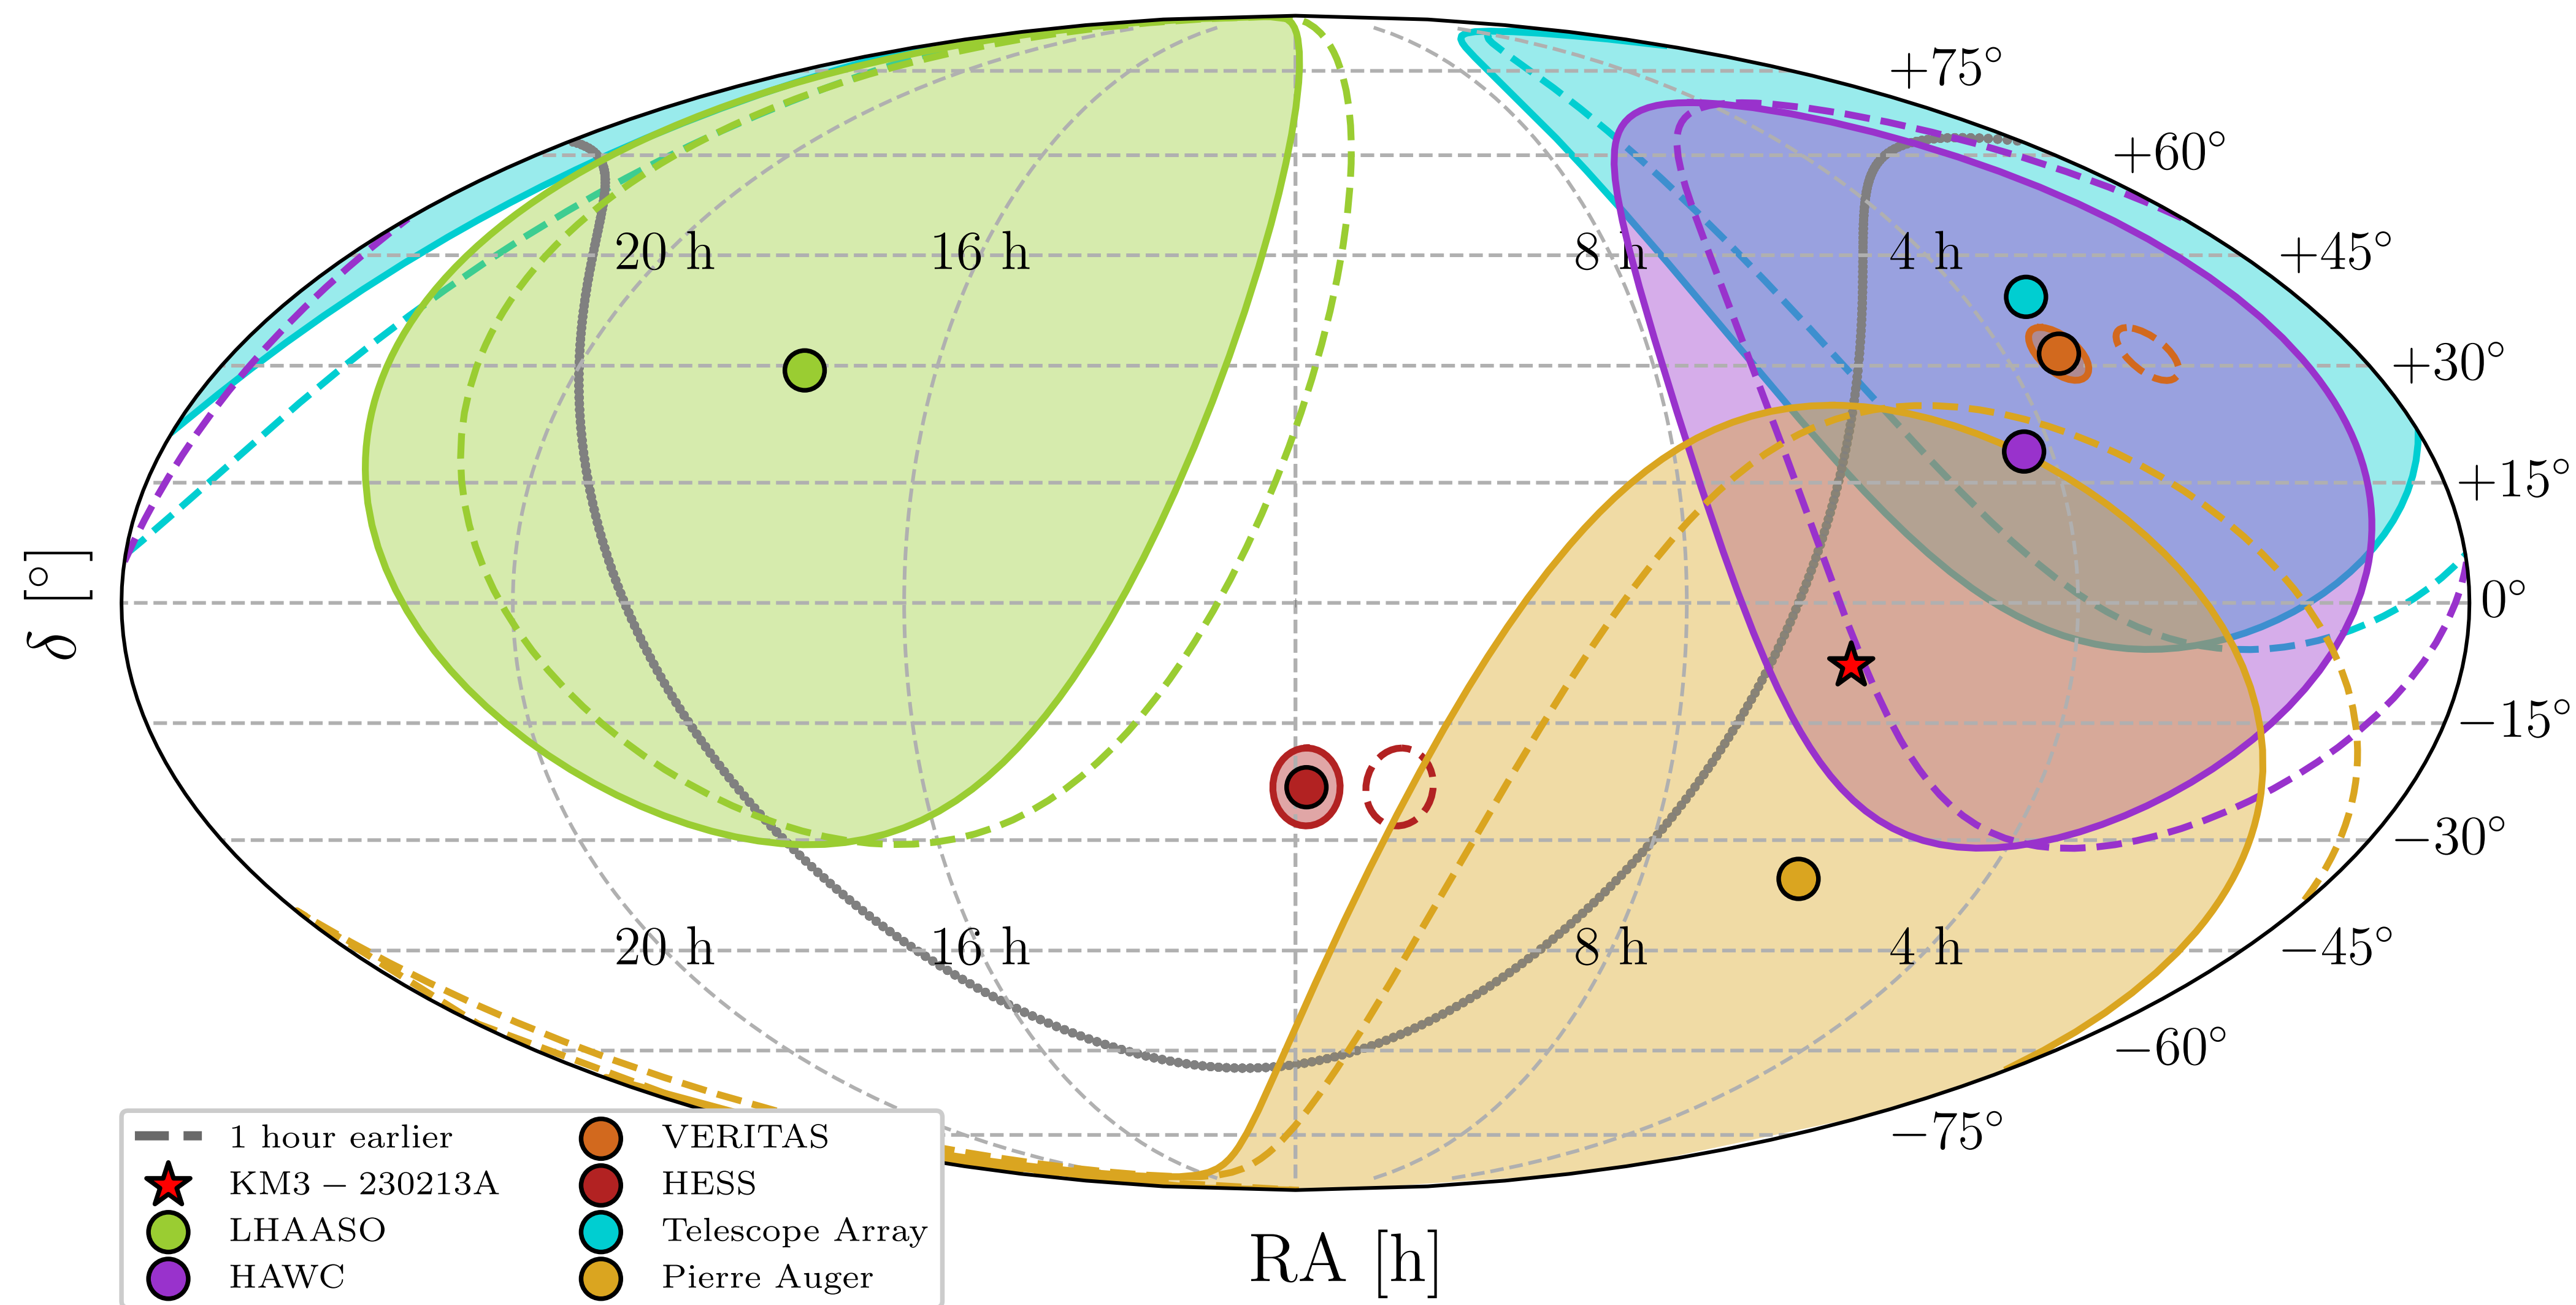 +75°
+60°
20 h 16 h 8 h 4 h +45°
+30°
+15°
δ [°]
0°
−15°
−30°
20 h 16 h 8 h 4 h −45°
−60°
−75°
1 hour earlier VERITAS
KM3 − 230213A HESS
LHAASO Telescope Array
HAWC Pierre Auger
RA [h]